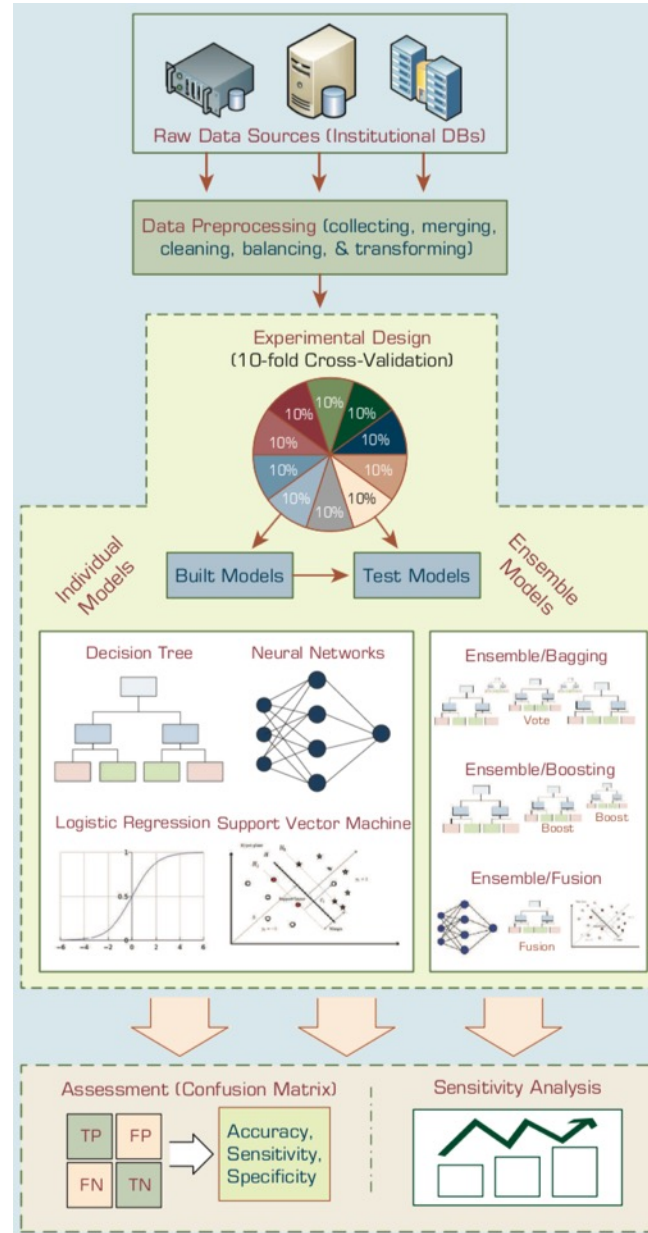 Raw Data Sources (Institutional DBs)
Data Preprocessing (collecting, merging,
cleaning, balancing, & transforming)
Experimental Design
(10-fold Cross-Validation)
10%
10%
10%
10%
10%
10%
10%
10%
10%
10%
Individual
Models
Built Models
Test Models
Ensemble
Models
Decision Tree
Neural Networks
Logistic Regression
Support Vector Machine
1
0.5
-6
-4
-2
0
2
4
6
Ensemble/Bagging
Vote
Ensemble/Boosting
Boost
Boost
Ensemble/Fusion
Fusion
Assessment (Confusion Matrix)
TP
FP
FN
TN
Accuracy,
Sensitivity,
Specificity
Sensitivity Analysis